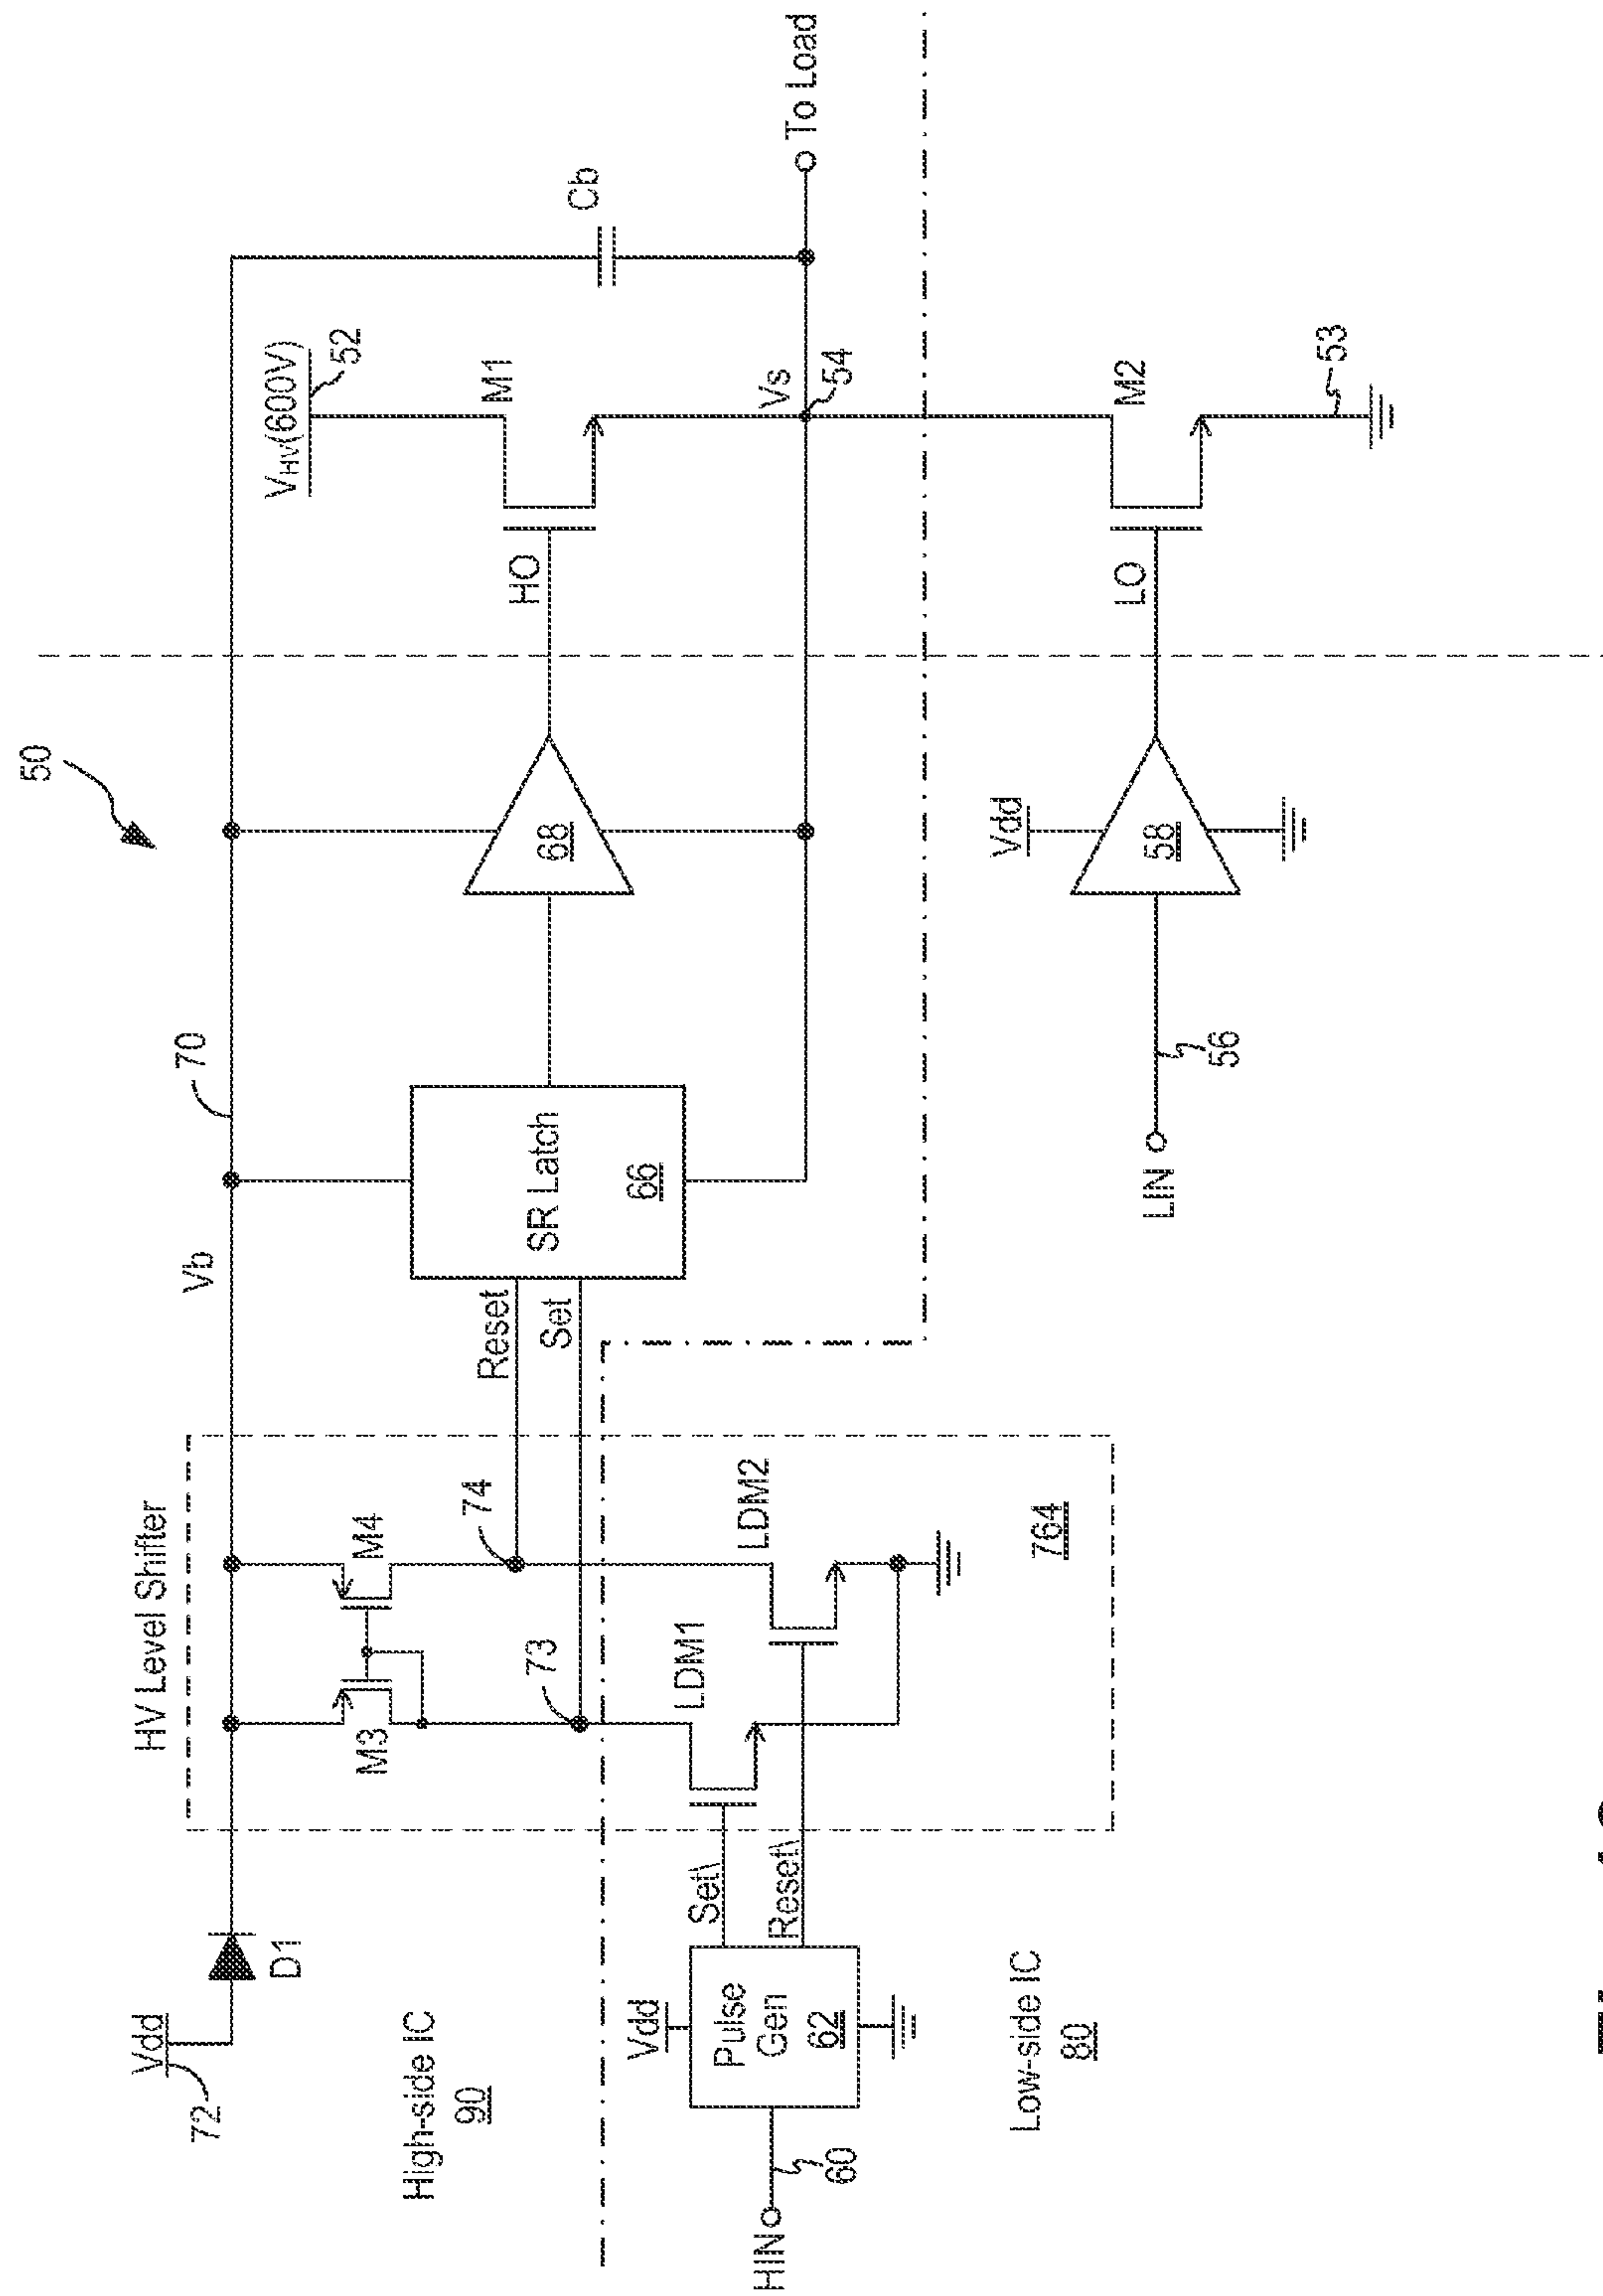 50
Vdd
72
D1
HV Level Shifter
Vb
70
VHV(600V)
52
Cb
M3
M4
M1
HO
High-side IC
90
73
74
Reset
Set
SR Latch
66
68
Vs
54
To Load
Vdd
Set\
LDM1
LDM2
HIN
60
Pulse
Gen
62
Reset\
764
Low-side IC
80
LIN
56
Vdd
58
LO
M2
53